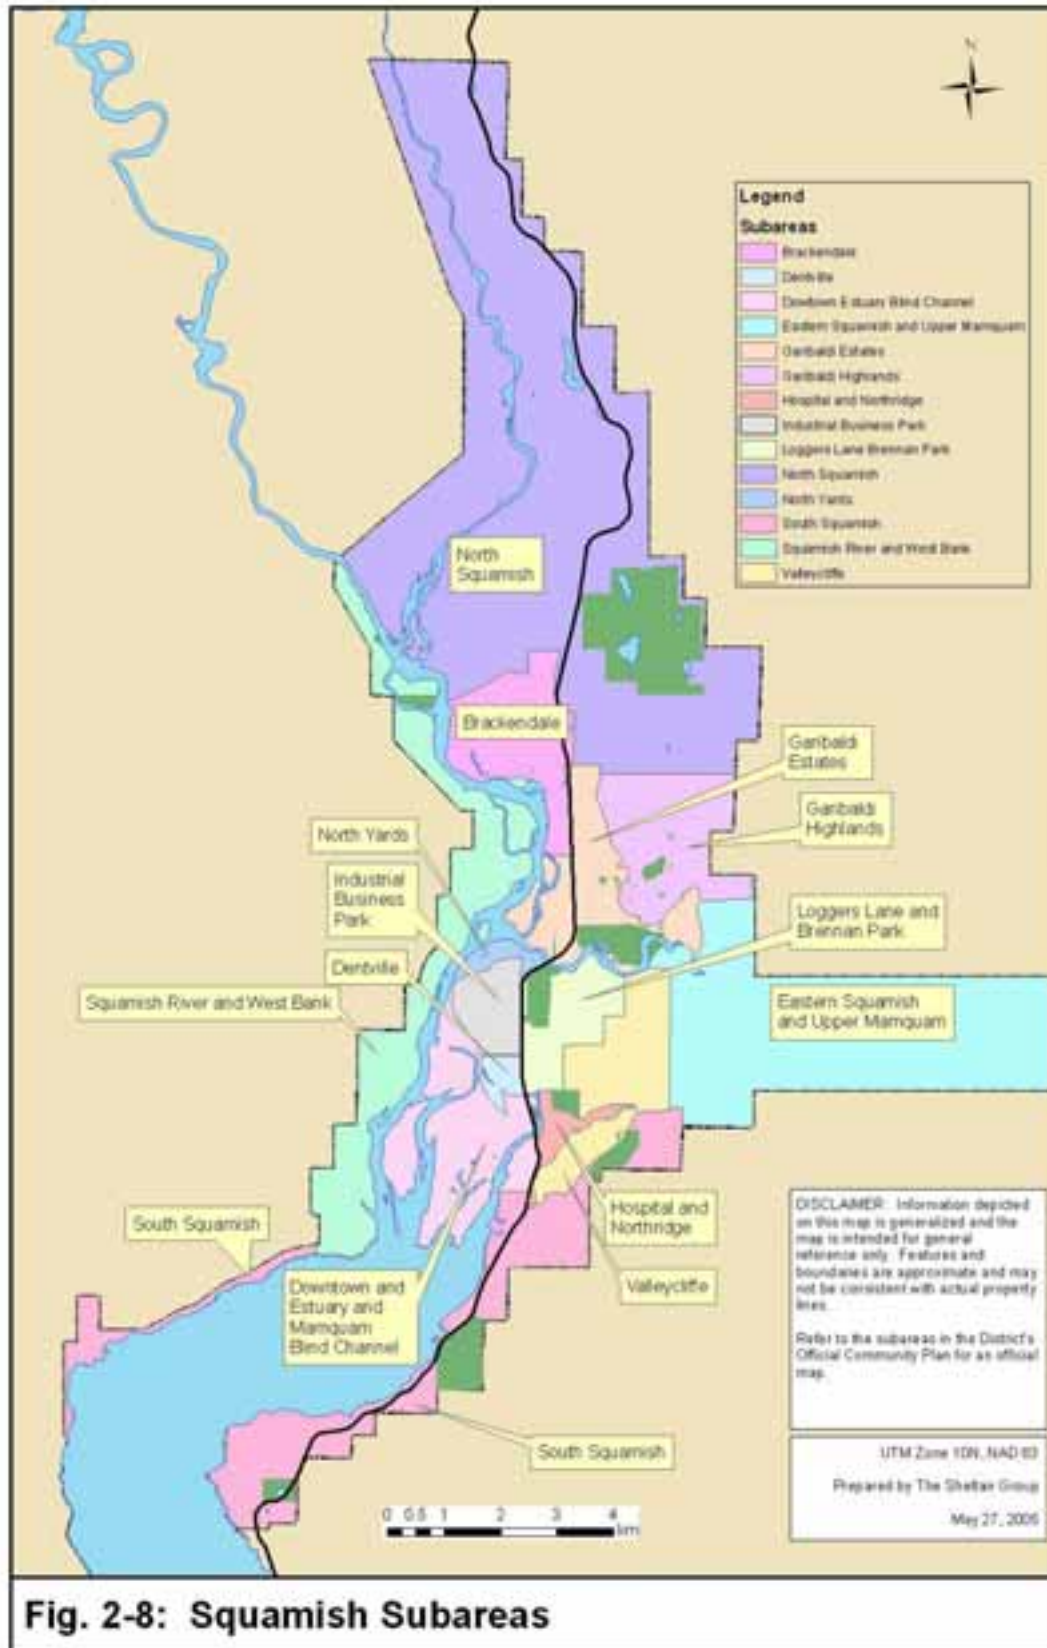 N
Legend
Subareas
Brackendale
Dentville
Dowtown Estuary Blind Channel
Eastern Squamish and Upper Mamquam
Garibaldi Estates
Garibaldi Highlands
Hospital and Northridge
Industrial Business Park
Loggers Lane Brennan Park
North Squamish
North Yards
South Squamish
Squamish River and West Bank
Valleycliffe
North
Squamish
Brackendale
Garibaldi
Estates
Garibaldi
Highlands
North Yards
Industrial
Business
Park
Loggers Lane and
Brennan Park
Dentville
Squamish River and West Bank
Eastern Squamish
and Upper Mamquam
South Squamish
Hospital and
Northridge
Downtown and
Estuary and
Mamquam
Blind Channel
Valleycliffe
South Squamish
DISCLAIMER: Information depicted
on this map is generalized and the
map is intended for general
reference only. Features and
boundaries are approximate and may
not be consistent with actual property
lines.
Refer to the subareas in the District's
Official Community Plan for an official
map.
UTM Zone 10N, NAD 83
Prepared by The Sheltair Group
May 27, 2005
0 0.5 1 2 3 4
km
Fig. 2-8: Squamish Subareas